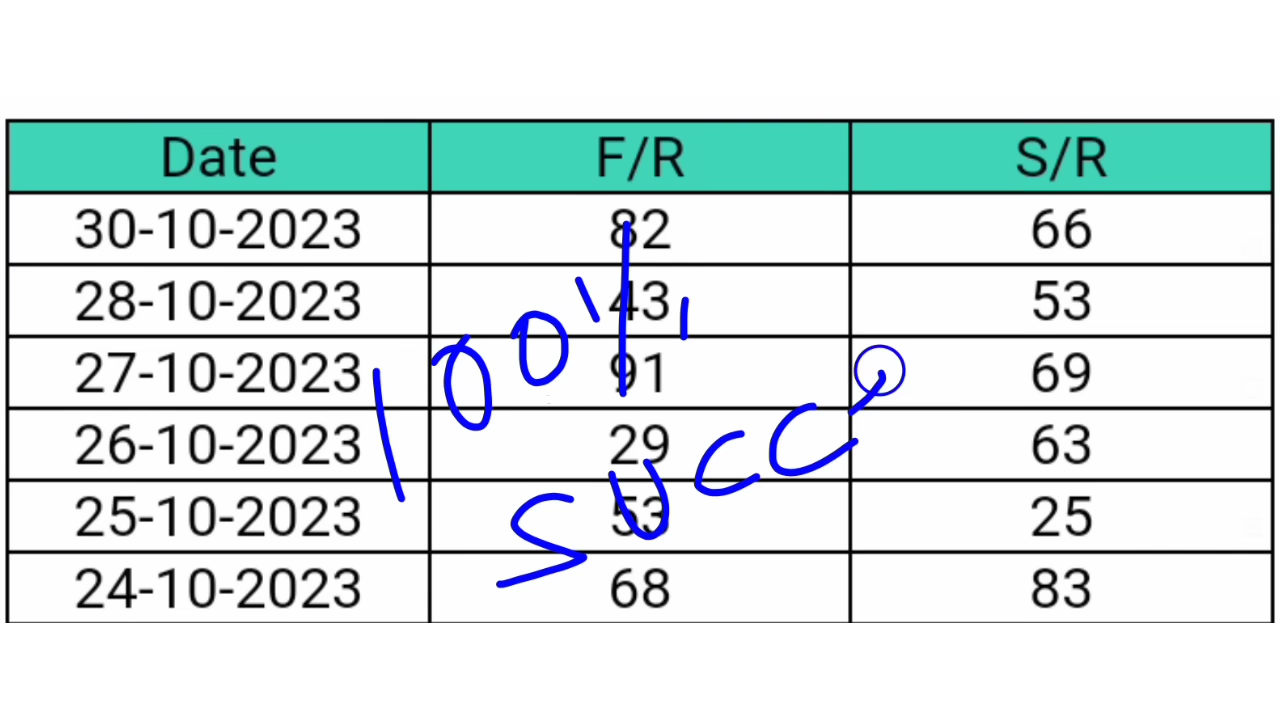 Date F/R S/R
30-10-2023 82 66
28-10-2023 43 53
27-10-2023 91 69
26-10-2023 29 63
25-10-2023 53 25
24-10-2023 68 83
100%
succ